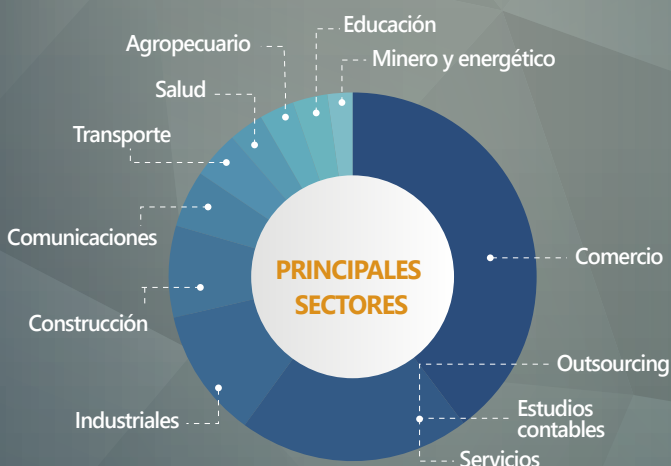 Educación
Agropecuario
Minero y energético
Salud
Transporte
Comunicaciones
Comercio
PRINCIPALES
SECTORES
Construcción
Outsourcing
Estudios
contables
Industriales
Servicios